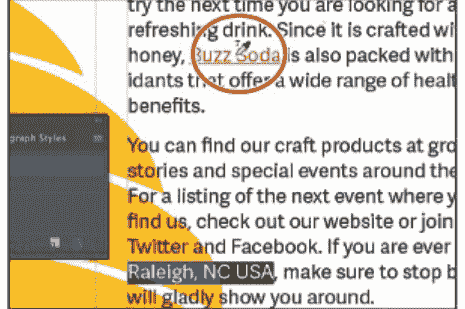 try the next time you are looking for a
refreshing drink. Since it is crafted wi
honey, Buzz Soda is also packed with
idants that offer a wide range of healt
benefits.
graph Styles
You can find our craft products at gro
stories and special events around the
For a listing of the next event where y
find us, check out our website or join
Twitter and Facebook. If you are ever
Raleigh, NC USA, make sure to stop b
will gladly show you around.